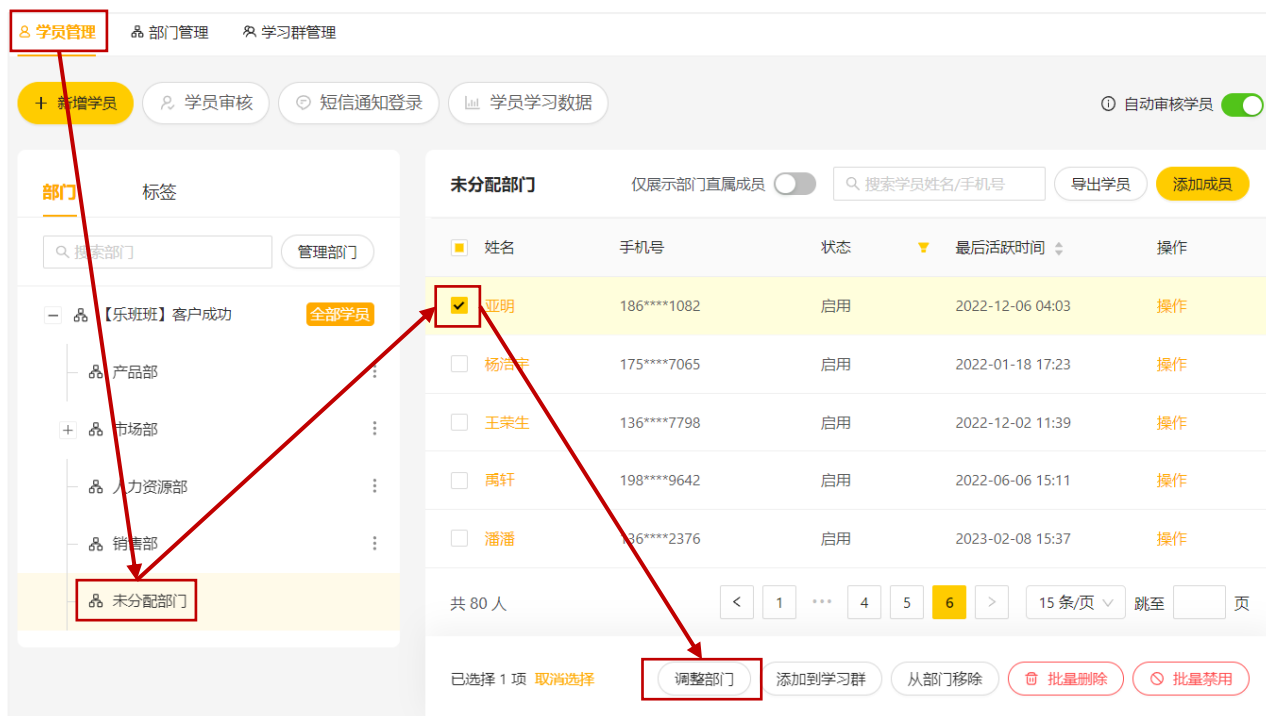 学员管理 部门管理 学习群管理
+ 新增学员 学员审核 短信通知登录 学员学习数据 自动审核学员
部门 标签
搜索部门 管理部门
【乐班班】客户成功 全部学员
产品部
市场部
人力资源部
销售部
未分配部门
未分配部门 仅展示部门直属成员 搜索学员姓名/手机号 导出学员 添加成员
姓名 手机号 状态 最后活跃时间 操作
亚明 186****1082 启用 2022-12-06 04:03 操作
杨浩宇 175****7065 启用 2022-01-18 17:23 操作
王荣生 136****7798 启用 2022-12-02 11:39 操作
禹轩 198****9642 启用 2022-06-06 15:11 操作
潘潘 136****2376 启用 2023-02-08 15:37 操作
共 80 人 < 1 ••• 4 5 6 > 15 条/页 跳至 页
已选择 1 项 取消选择 调整部门 添加到学习群 从部门移除 批量删除 批量禁用